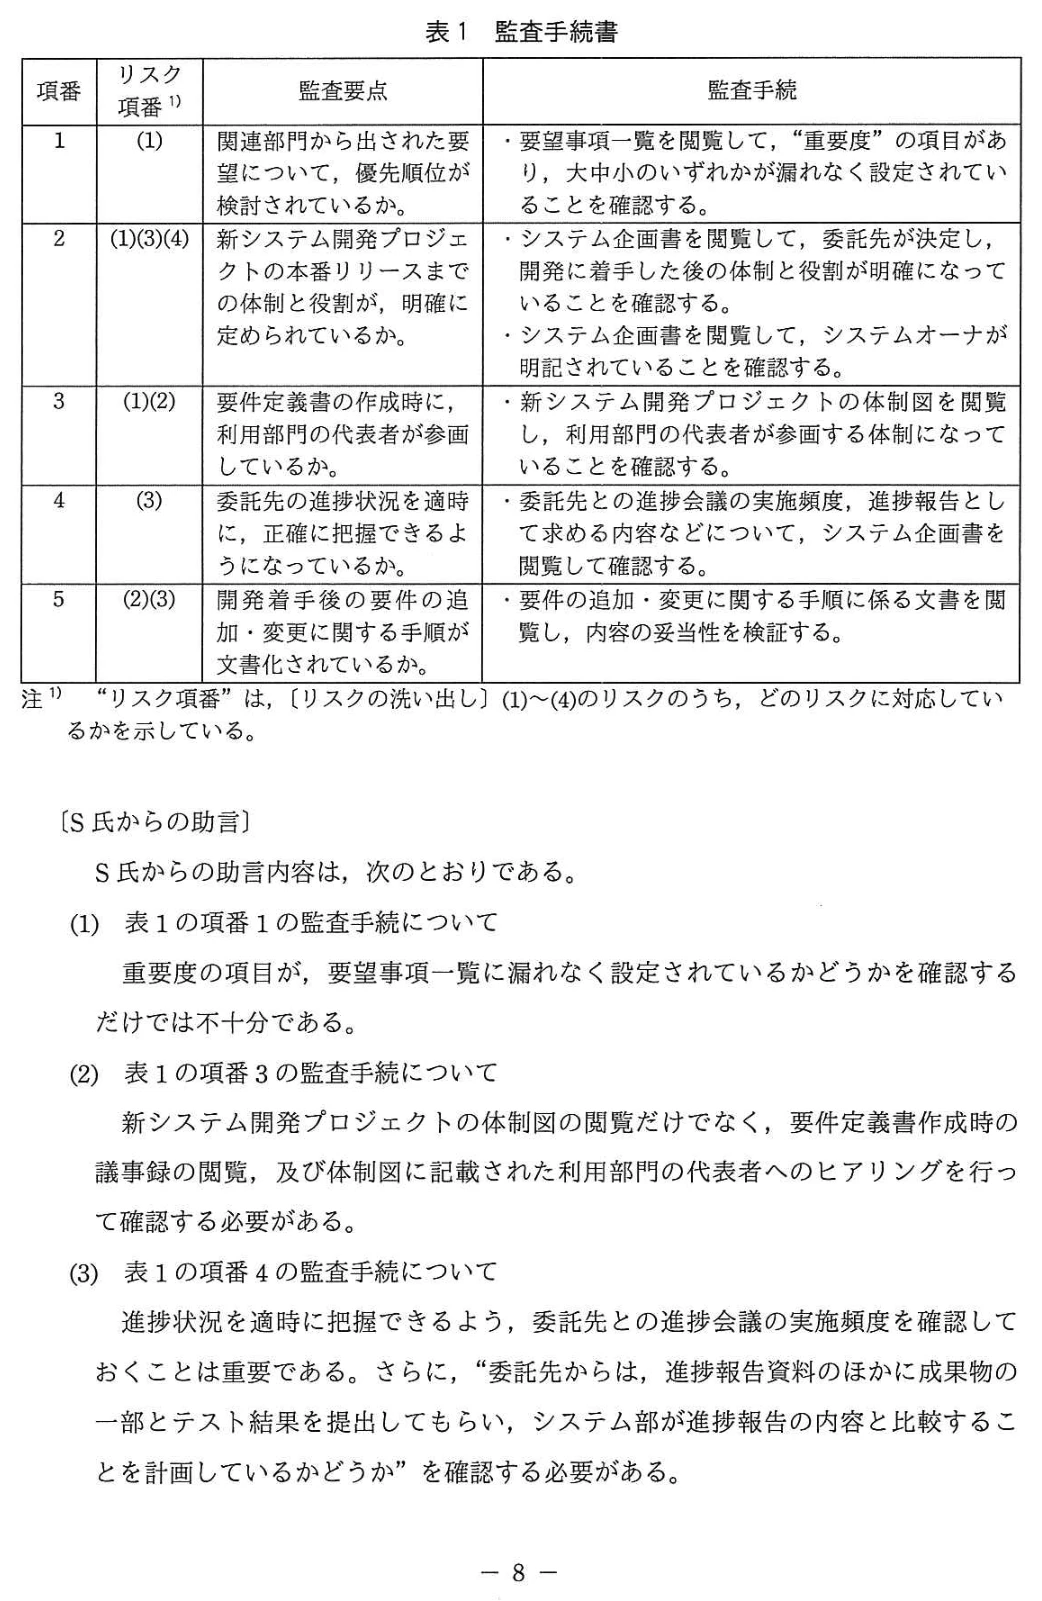 表1　監査手続書
項番
リスク
項番 1)
監査要点
監査手続
1
(1)
関連部門から出された要
望について，優先順位が
検討されているか。
・要望事項一覧を閲覧して，“重要度”の項目があ
り，大中小のいずれかが漏れなく設定されてい
ることを確認する。
2
(1)(3)(4)
新システム開発プロジェ
クトの本番リリースまで
の体制と役割が，明確に
定められているか。
・システム企画書を閲覧して，委託先が決定し，
開発に着手した後の体制と役割が明確になって
いることを確認する。
・システム企画書を閲覧して，システムオーナが
明記されていることを確認する。
3
(1)(2)
要件定義書の作成時に，
利用部門の代表者が参画
しているか。
・新システム開発プロジェクトの体制図を閲覧
し，利用部門の代表者が参画する体制になって
いることを確認する。
4
(3)
委託先の進捗状況を適時
に，正確に把握できるよ
うになっているか。
・委託先との進捗会議の実施頻度，進捗報告とし
て求める内容などについて，システム企画書を
閲覧して確認する。
5
(2)(3)
開発着手後の要件の追
加・変更に関する手順が
文書化されているか。
・要件の追加・変更に関する手順に係る文書を閲
覧し，内容の妥当性を検証する。
注 1)　“リスク項番”は，〔リスクの洗い出し〕(1)～(4)のリスクのうち，どのリスクに対応してい
るかを示している。
〔S氏からの助言〕
S氏からの助言内容は，次のとおりである。
(1)　表1の項番1の監査手続について
重要度の項目が，要望事項一覧に漏れなく設定されているかどうかを確認する
だけでは不十分である。
(2)　表1の項番3の監査手続について
新システム開発プロジェクトの体制図の閲覧だけでなく，要件定義書作成時の
議事録の閲覧，及び体制図に記載された利用部門の代表者へのヒアリングを行っ
て確認する必要がある。
(3)　表1の項番4の監査手続について
進捗状況を適時に把握できるよう，委託先との進捗会議の実施頻度を確認して
おくことは重要である。さらに，“委託先からは，進捗報告資料のほかに成果物の
一部とテスト結果を提出してもらい，システム部が進捗報告の内容と比較するこ
とを計画しているかどうか”を確認する必要がある。
－ 8 －